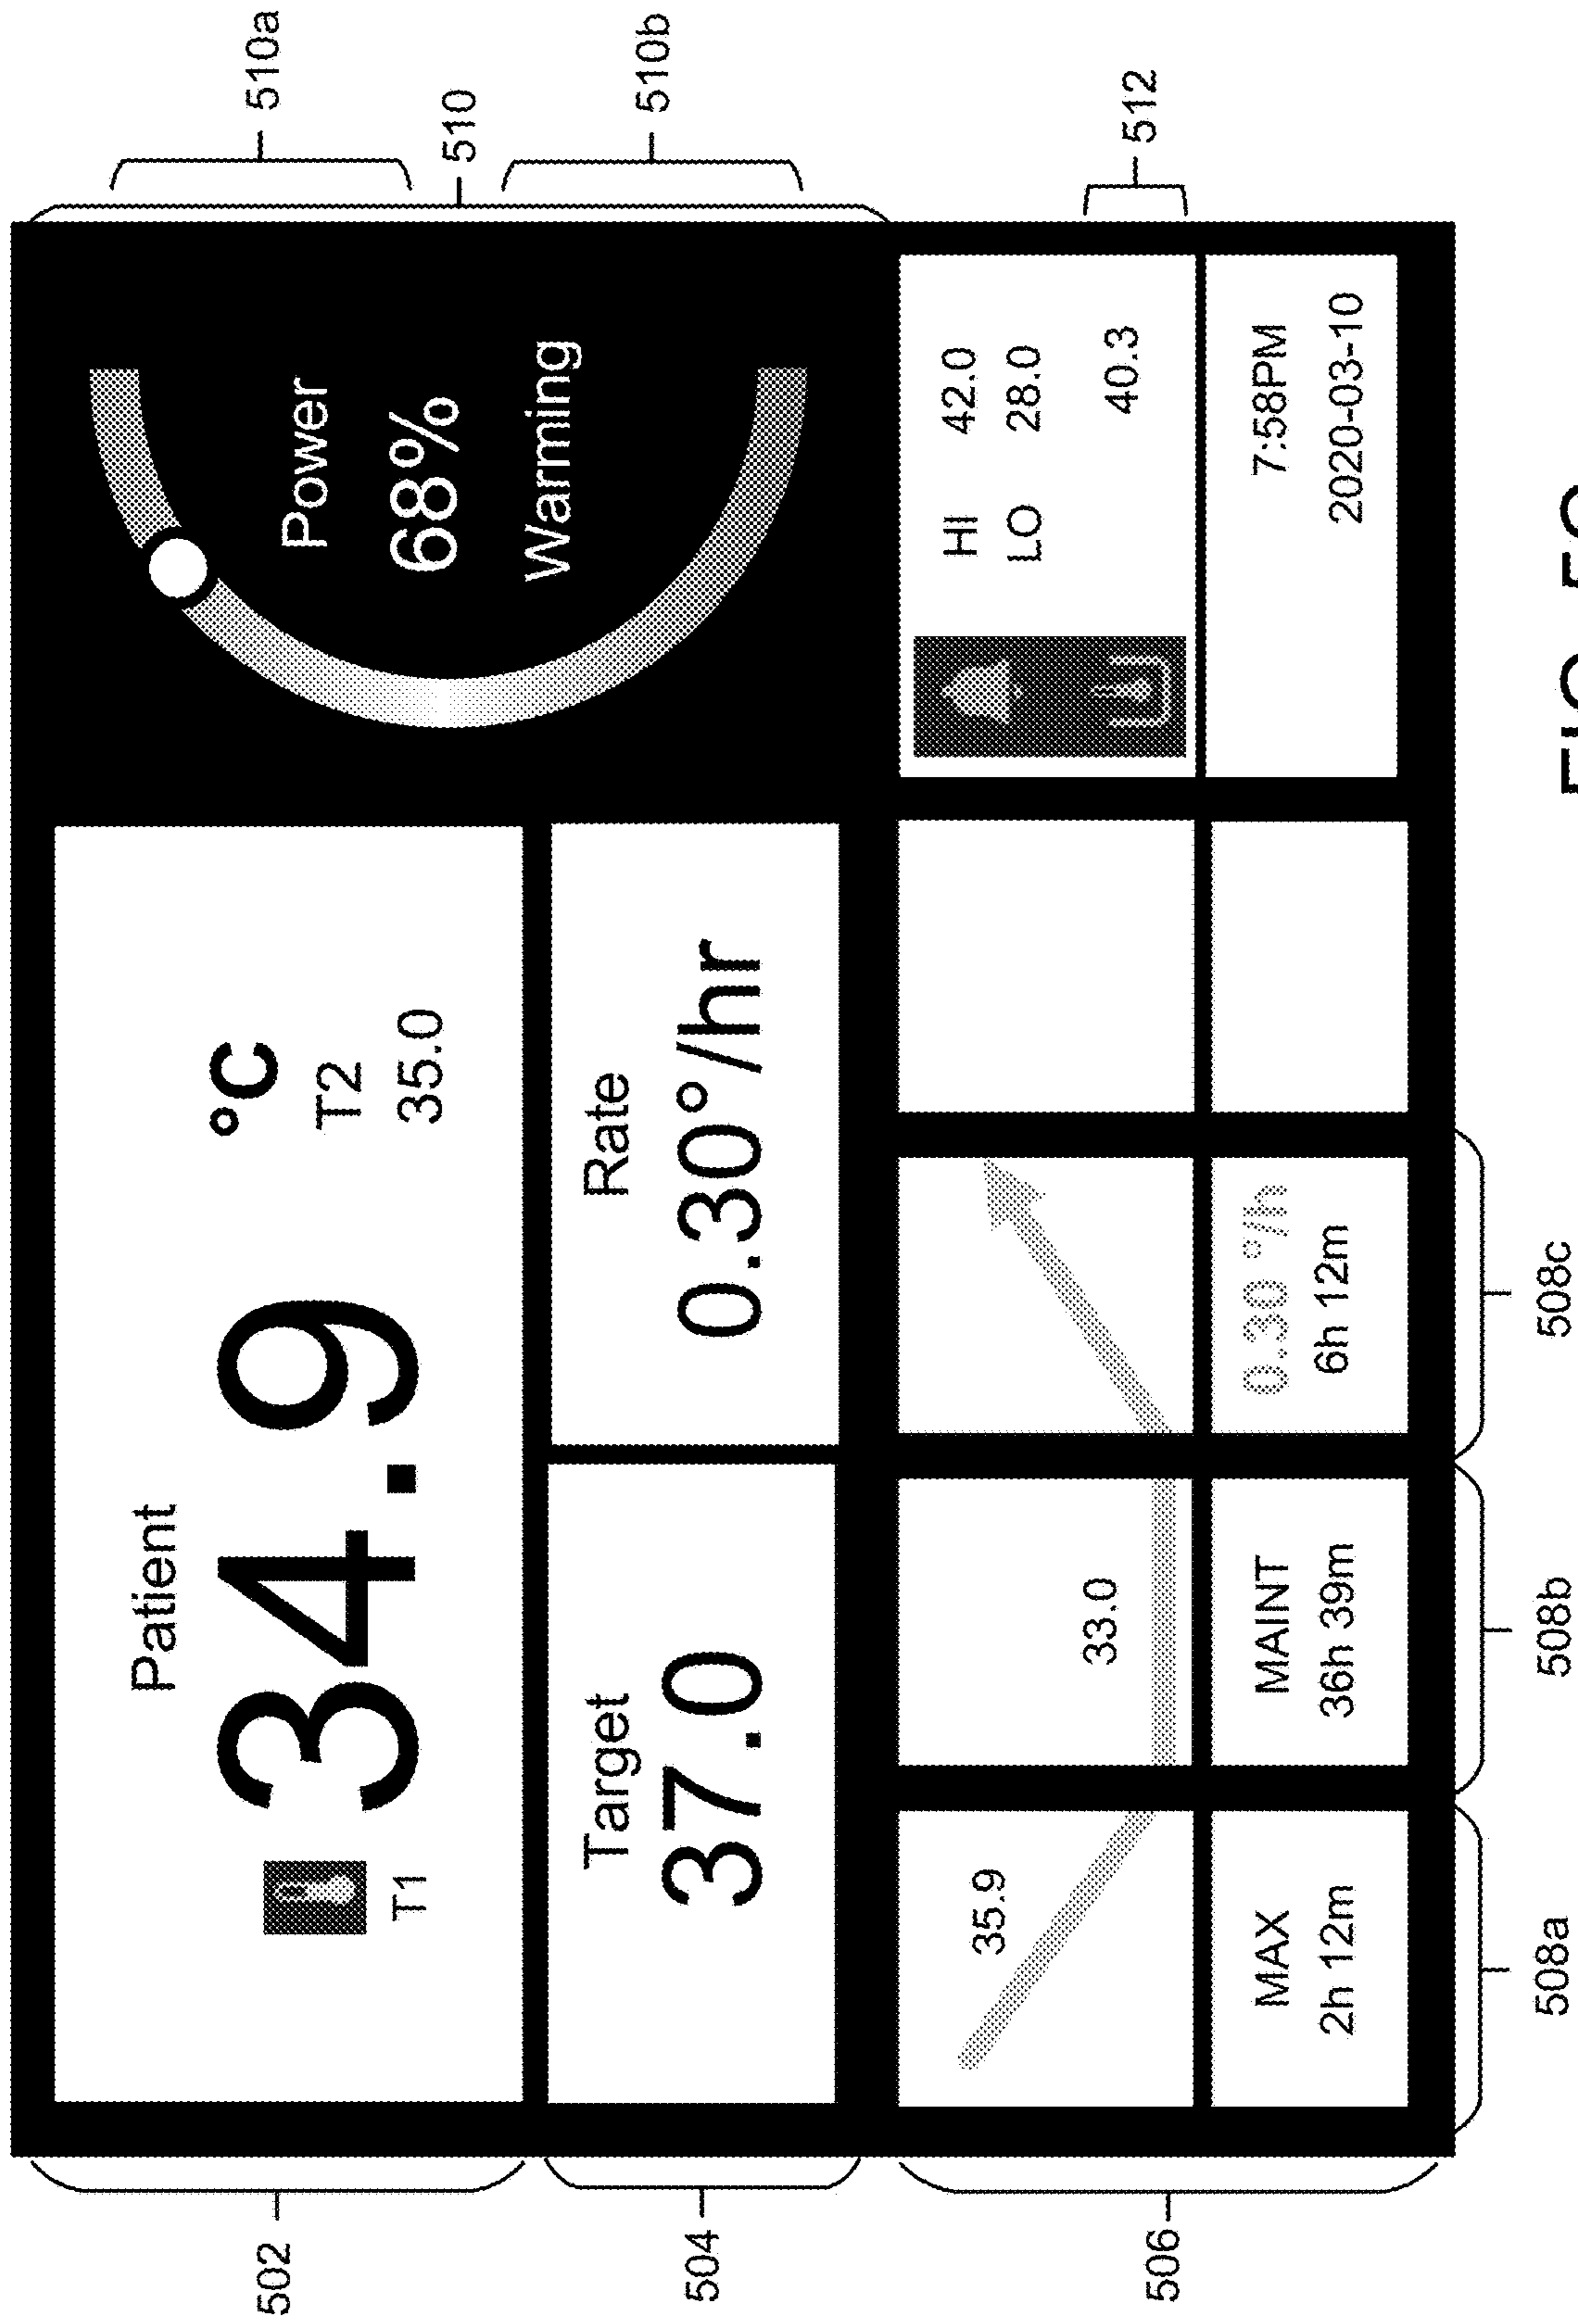 502
504
506
Patient
34.9
°C
T1
T2
35.0
Target
37.0
Rate
0.30°/hr
Power
68%
Warming
510a
510
510b
35.9
33.0
HI 42.0
LO 28.0
40.3
512
MAX
2h 12m
MAINT
36h 39m
0.30 °/h
6h 12m
7:58PM
2020-03-10
508a
508b
508c